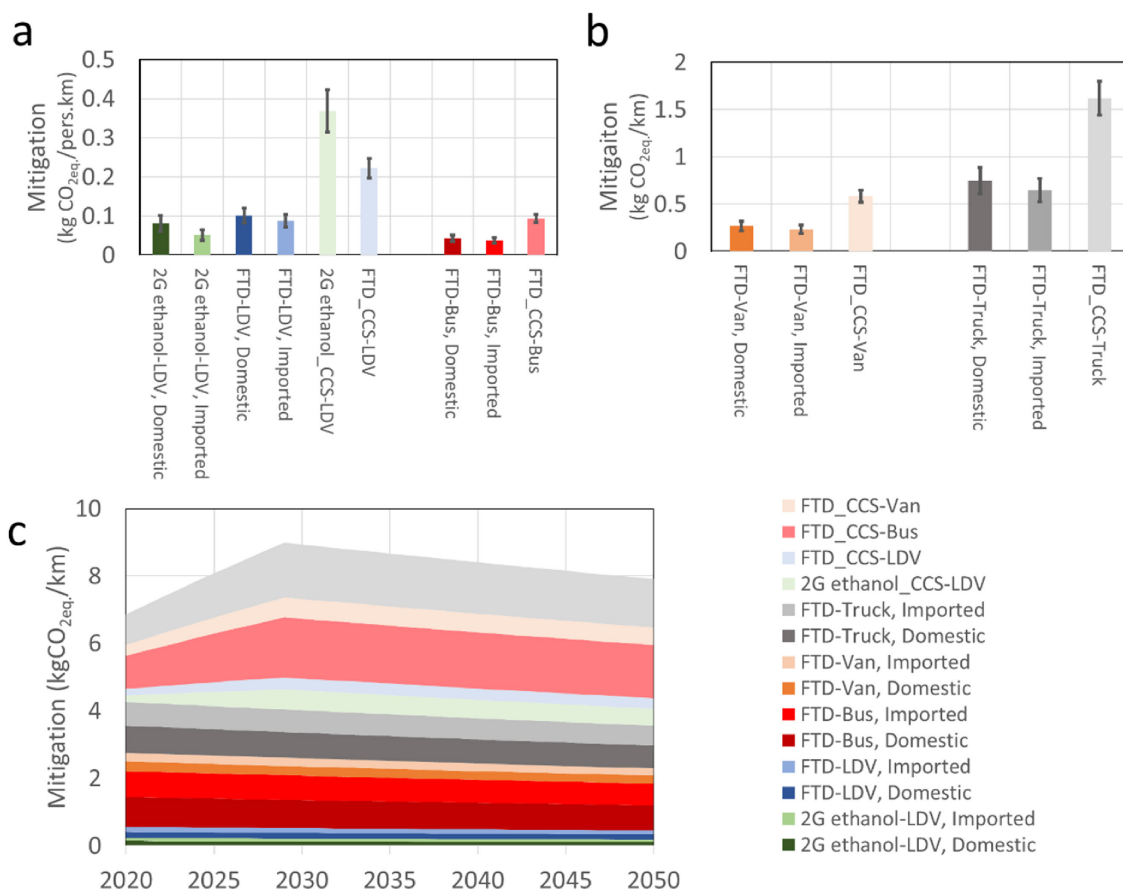 a
0.5
0.4
0.3
0.2
0.1
0
Mitigation
(kg CO2eq./pers.km)
2G ethanol-LDV, Domestic
2G ethanol-LDV, Imported
FTD-LDV, Domestic
FTD-LDV, Imported
2G ethanol_CCS-LDV
FTD_CCS-LDV
FTD-Bus, Domestic
FTD-Bus, Imported
FTD_CCS-Bus
b
2
1.5
1
0.5
0
Mitigaiton
(kg CO2eq./km)
FTD-Van, Domestic
FTD-Van, Imported
FTD_CCS-Van
FTD-Truck, Domestic
FTD-Truck, Imported
FTD_CCS-Truck
c
10
8
6
4
2
0
Mitigation (kgCO2eq./km)
2020
2025
2030
2035
2040
2045
2050
FTD_CCS-Van
FTD_CCS-Bus
FTD_CCS-LDV
2G ethanol_CCS-LDV
FTD-Truck, Imported
FTD-Truck, Domestic
FTD-Van, Imported
FTD-Van, Domestic
FTD-Bus, Imported
FTD-Bus, Domestic
FTD-LDV, Imported
FTD-LDV, Domestic
2G ethanol-LDV, Imported
2G ethanol-LDV, Domestic